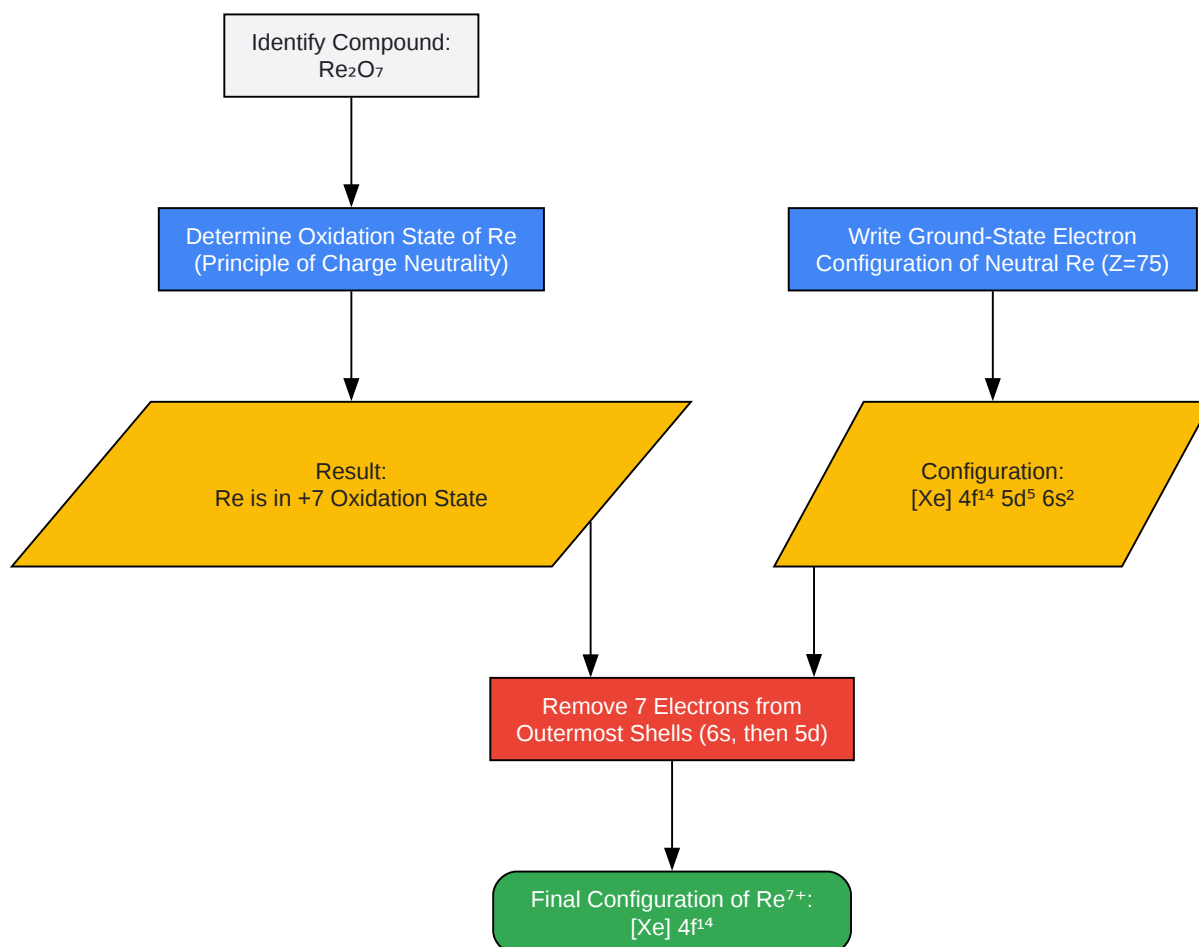 Identify Compound:
Re₂O₇
Determine Oxidation State of Re
(Principle of Charge Neutrality)
Write Ground-State Electron
Configuration of Neutral Re (Z=75)
Result:
Re is in +7 Oxidation State
Configuration:
[Xe] 4f¹⁴ 5d⁵ 6s²
Remove 7 Electrons from
Outermost Shells (6s, then 5d)
Final Configuration of Re⁷⁺:
[Xe] 4f¹⁴